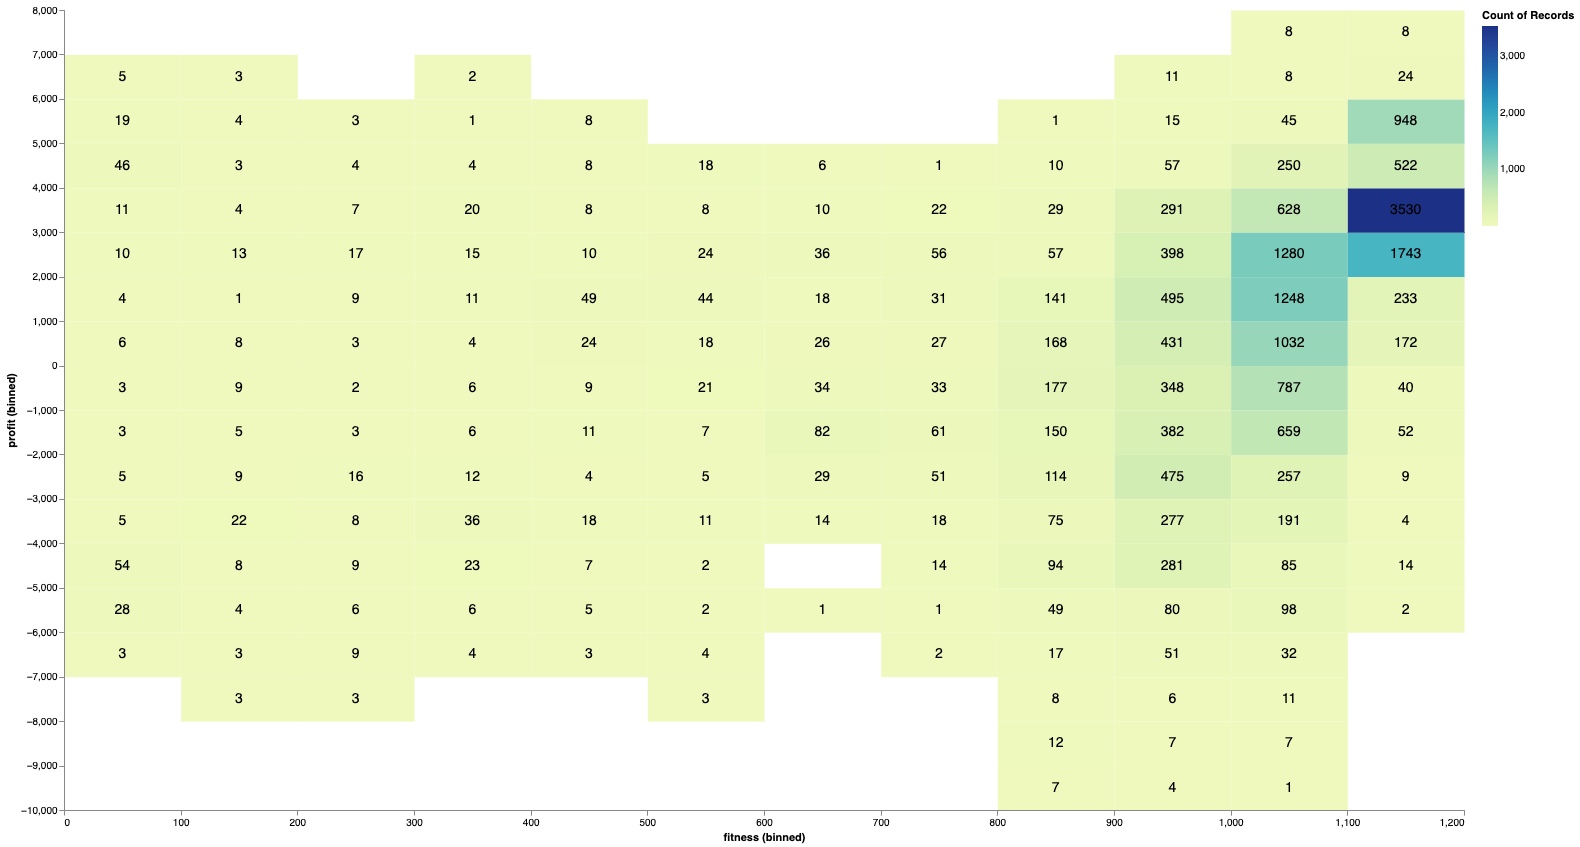 Count of Records
3,000
2,000
1,000
8,000
8 8
7,000
5 3 2 11 8 24
6,000
19 4 3 1 8 1 15 45 948
5,000
46 3 4 4 8 18 6 1 10 57 250 522
4,000
11 4 7 20 8 8 10 22 29 291 628 3530
3,000
10 13 17 15 10 24 36 56 57 398 1280 1743
2,000
4 1 9 11 49 44 18 31 141 495 1248 233
1,000
6 8 3 4 24 18 26 27 168 431 1032 172
0
3 9 2 6 9 21 34 33 177 348 787 40
−1,000
3 5 3 6 11 7 82 61 150 382 659 52
−2,000
5 9 16 12 4 5 29 51 114 475 257 9
−3,000
5 22 8 36 18 11 14 18 75 277 191 4
−4,000
54 8 9 23 7 2 14 94 281 85 14
−5,000
28 4 6 6 5 2 1 1 49 80 98 2
−6,000
3 3 9 4 3 4 2 17 51 32
−7,000
3 3 3 8 6 11
−8,000
12 7 7
−9,000
7 4 1
−10,000
profit (binned)
0 100 200 300 400 500 600 700 800 900 1,000 1,100 1,200
fitness (binned)